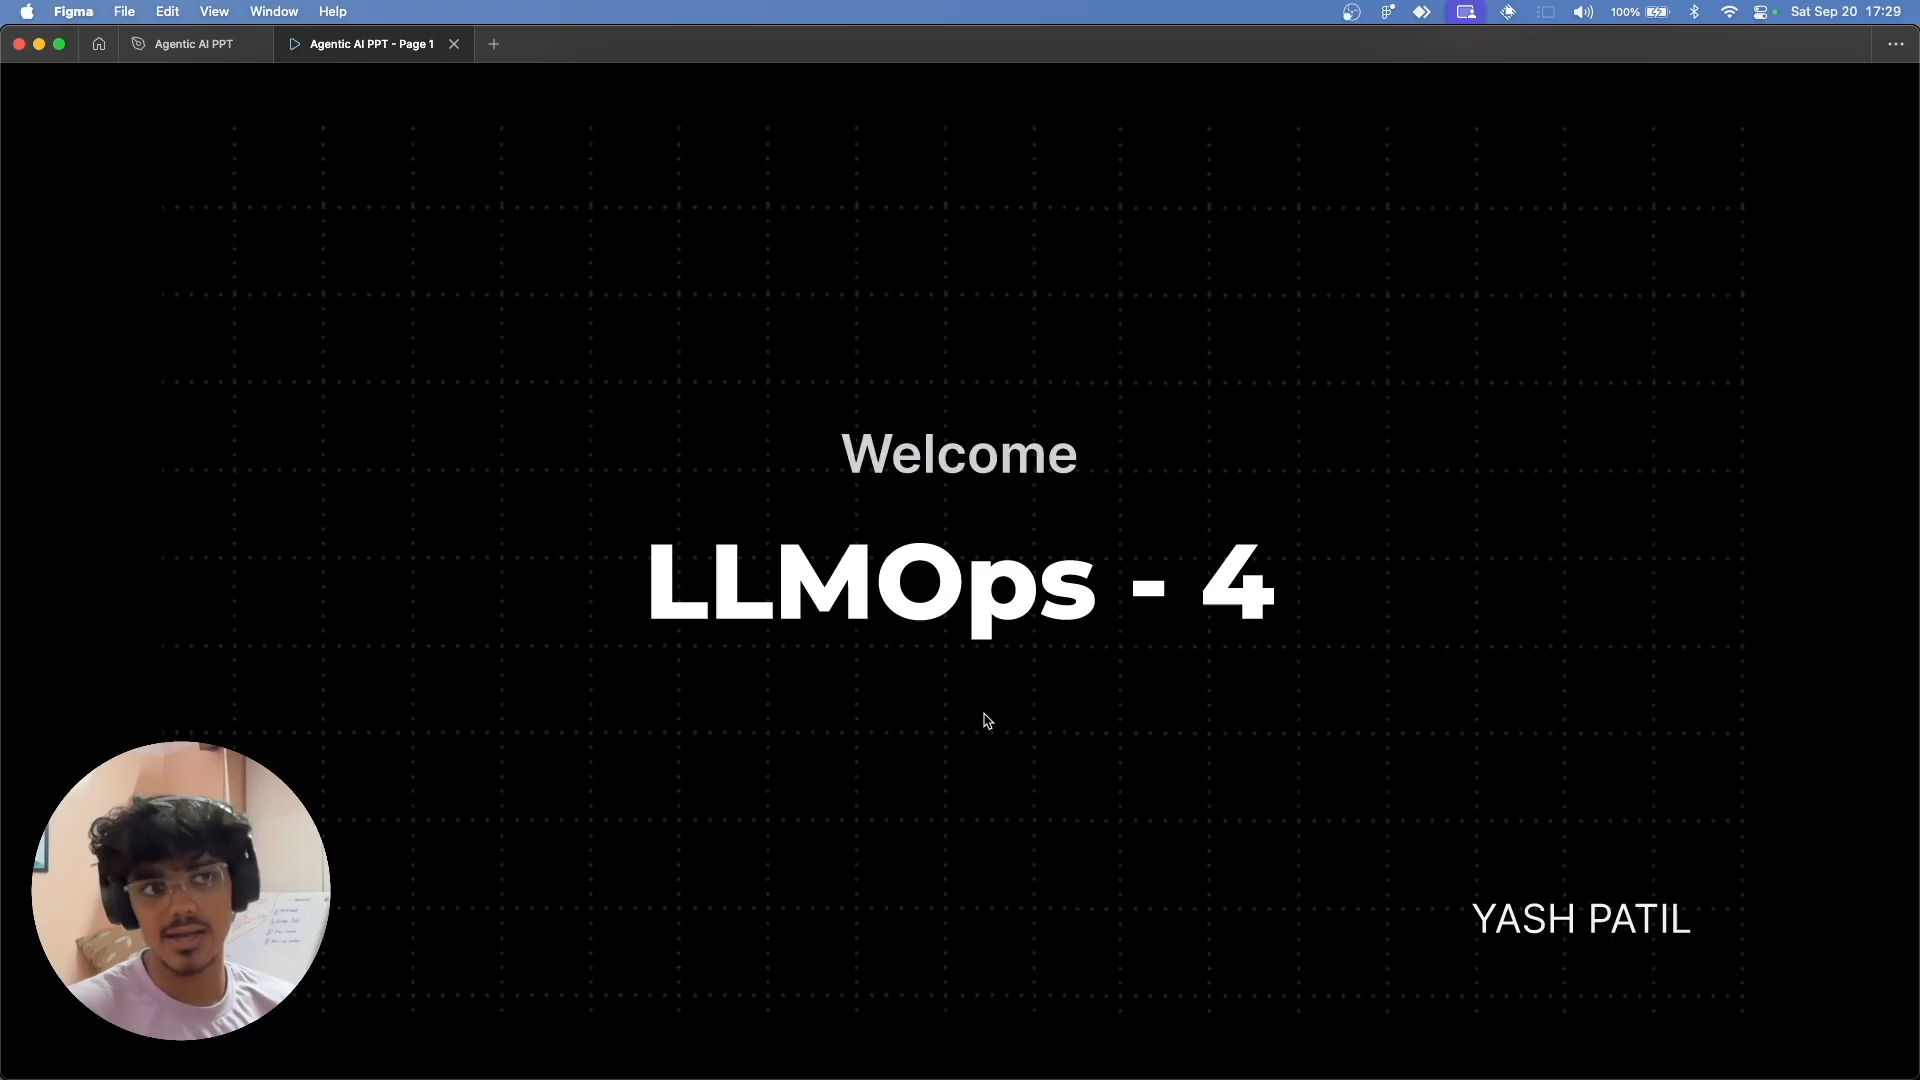 Figma File Edit View Window Help 100% Sat Sep 20 17:29
Agentic AI PPT Agentic AI PPT - Page 1
Welcome
LLMOps - 4
YASH PATIL